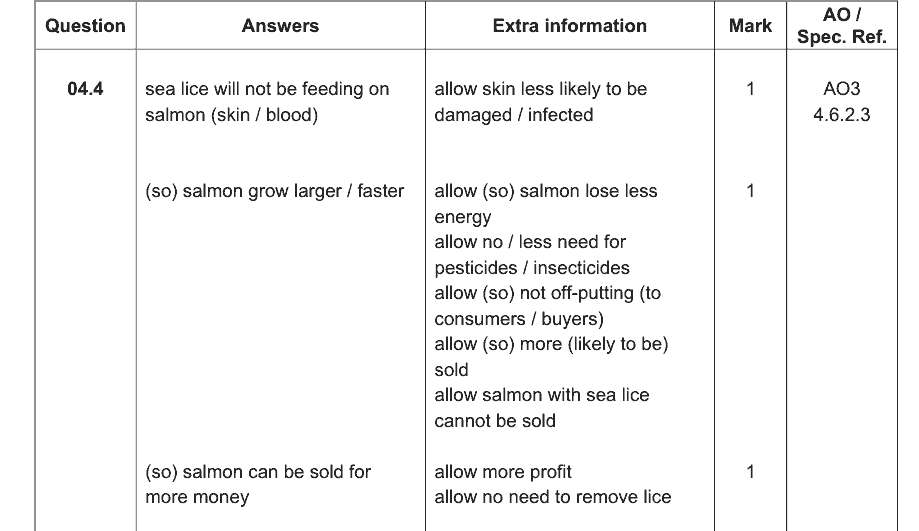 Question Answers Extra information Mark AO / Spec. Ref.
04.4 sea lice will not be feeding on allow skin less likely to be 1 AO3
salmon (skin / blood) damaged / infected 4.6.2.3
(so) salmon grow larger / faster allow (so) salmon lose less 1
energy
allow no / less need for
pesticides / insecticides
allow (so) not off-putting (to
consumers / buyers)
allow (so) more (likely to be)
sold
allow salmon with sea lice
cannot be sold
(so) salmon can be sold for allow more profit 1
more money allow no need to remove lice